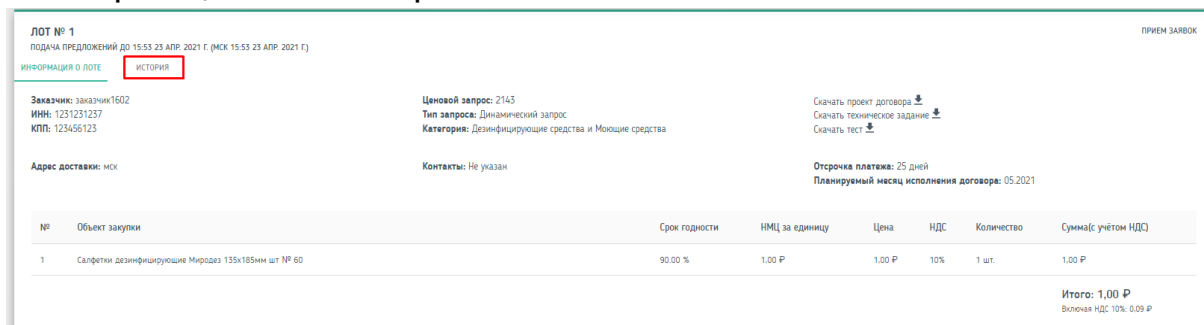 ЛОТ № 1
ПРИЕМ ЗАЯВОК
ПОДАЧА ПРЕДЛОЖЕНИЙ ДО 15:53 23 АПР. 2021 Г. (МСК 15:53 23 АПР. 2021 Г.)
ИНФОРМАЦИЯ О ЛОТЕ ИСТОРИЯ
Заказчик: заказчик1602 Ценовой запрос: 2143 Скачать проект договора
ИНН: 1231231237 Тип запроса: Динамический запрос Скачать техническое задание
КПП: 123456123 Категория: Дезинфицирующие средства и Моющие средства Скачать тест
Адрес доставки: мск Контакты: Не указан Отсрочка платежа: 25 дней
Планируемый месяц исполнения договора: 05.2021
№ Объект закупки Срок годности НМЦ за единицу Цена НДС Количество Сумма(с учётом НДС)
1 Салфетки дезинфицирующие Миродез 135х185мм шт № 60 90.00 % 1,00 ₽ 1,00 ₽ 10% 1 шт. 1,00 ₽
Итого: 1,00 ₽
Включая НДС 10%: 0,09 ₽